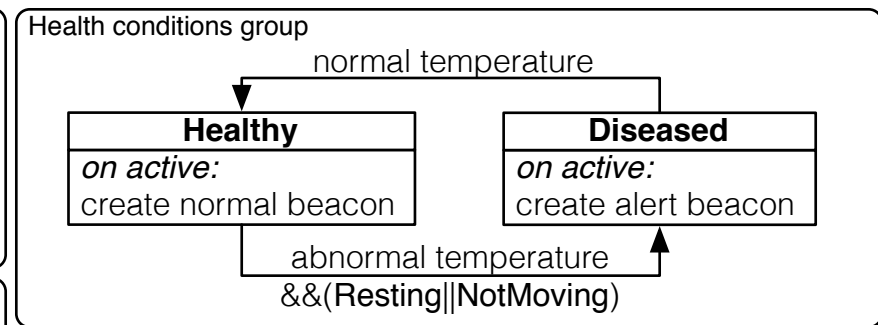 Health conditions group
normal temperature
Healthy
on active:
create normal beacon
Diseased
on active:
create alert beacon
abnormal temperature
&&(Resting||NotMoving)